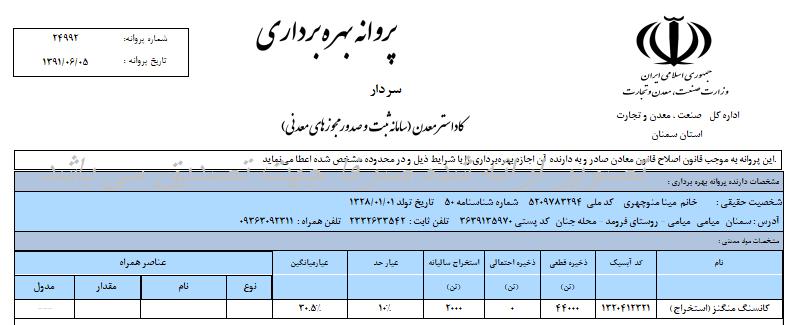 پروانه بهره برداری
شماره پروانه: ۲۴۹۹۲
تاریخ پروانه : ۱۳۹۱/۰۶/۰۵
جمهوری اسلامی ایران
وزارت صنعت، معدن و تجارت
سردار
اداره کل صنعت ، معدن و تجارت
استان سمنان
کاداستر معدن (سامانه ثبت و صدور مجوزهای معدنی)
این پروانه به موجب قانون اصلاح قانون معادن صادر و به دارنده آن اجازه بهره‌برداری را با شرایط ذیل و در محدوده مشخص شده اعطا می‌نماید.
مشخصات دارنده پروانه بهره برداری :
شخصیت حقیقی : خانم مینا منوچهری کد ملی ۵۲۰۹۷۸۳۲۹۴ شماره شناسنامه ۵۰ تاریخ تولد ۱۳۲۸/۰۱/۰۱
آدرس : سمنان میامی میامی - روستای فرومد - محله جنان کد پستی ۳۶۳۹۱۳۵۹۷۰ تلفن ثابت : ۲۳۳۲۶۳۳۵۴۲ تلفن همراه : ۰۹۳۶۳۰۹۲۳۱۱
مشخصات مواد معدنی :
نام کد آیسیک ذخیره قطعی (تن) ذخیره احتمالی (تن) استخراج سالیانه (تن) عیار حد عیارمیانگین عناصر همراه
نوع نام مقدار مدول
کانسنگ منگنز (استخراج) ۱۳۲۰۴۱۲۳۲۱ ۴۴۰۰۰ ۰ ۲۰۰۰ ۱۰% ۳۰.۵% ----